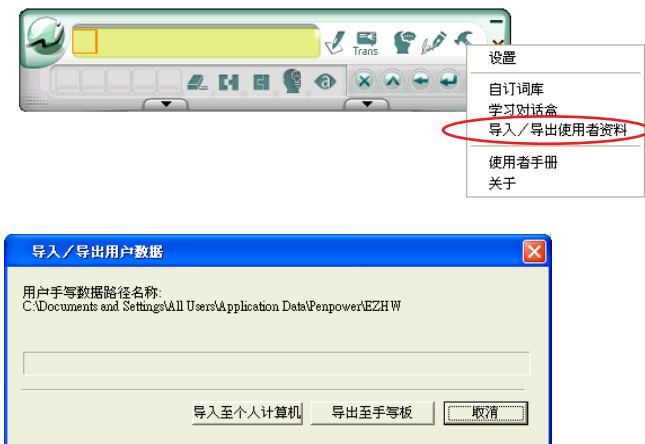 Trans
a
设置
自订词库
学习对话盒
导入／导出使用者资料
使用者手册
关于
导入／导出用户数据
用户手写数据路径名称:
C:\Documents and Settings\All Users\Application Data\Penpower\EZHW
导入至个人计算机 导出至手写板 取消